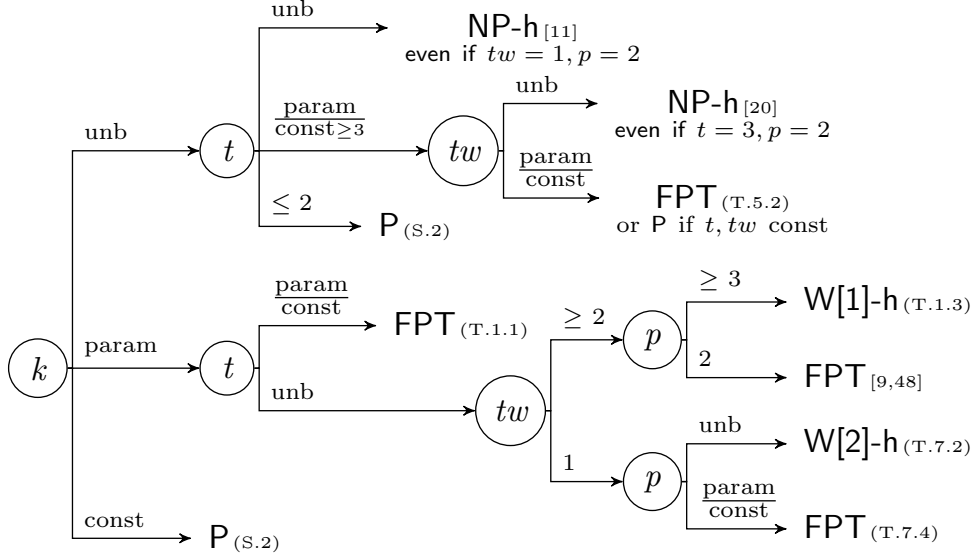 unb
NP-h [11]
even if tw = 1, p = 2
param
const≥3
unb
NP-h [20]
even if t = 3, p = 2
unb
t
tw
param
const
FPT (T.5.2)
or P if t, tw const
≤ 2
P (S.2)
param
const
FPT (T.1.1)
≥ 3
W[1]-h (T.1.3)
≥ 2
p
2
FPT [9,48]
k
param
t
unb
tw
unb
W[2]-h (T.7.2)
1
p
param
const
FPT (T.7.4)
const
P (S.2)